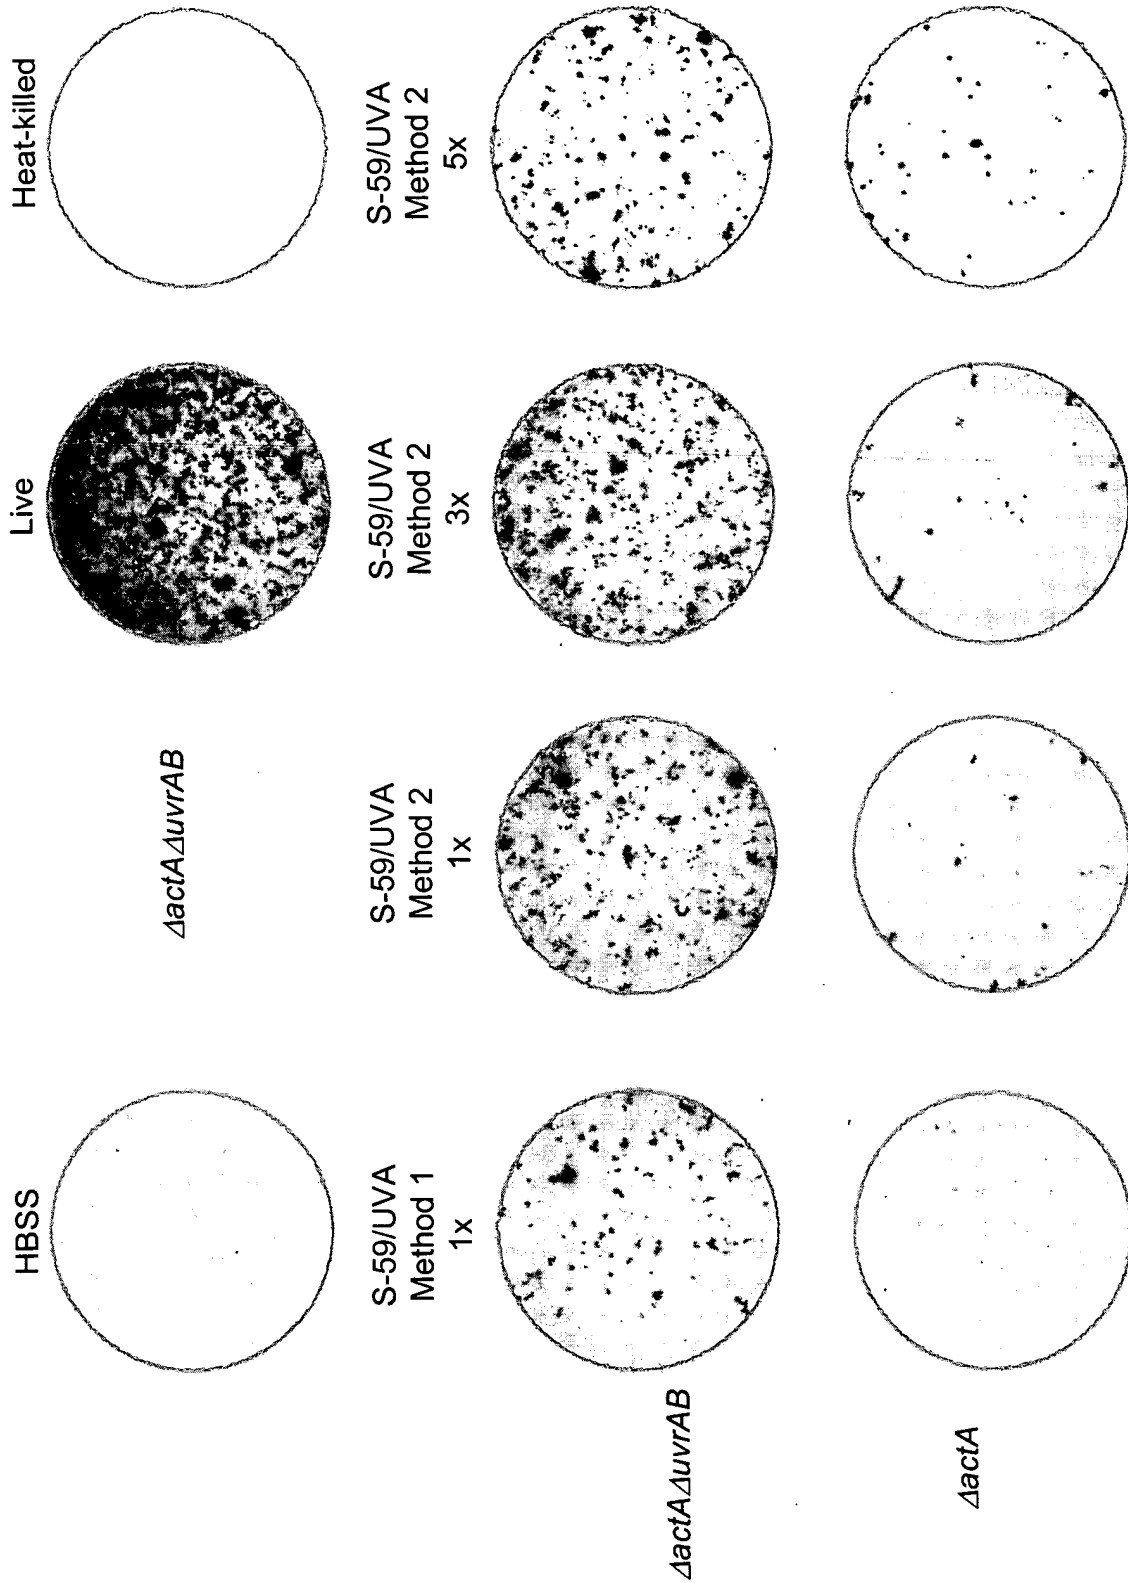 HBSS
Live
Heat-killed
ΔactAΔuvrAB
S-59/UVA
Method 1
1x
S-59/UVA
Method 2
1x
S-59/UVA
Method 2
3x
S-59/UVA
Method 2
5x
ΔactAΔuvrAB
ΔactA